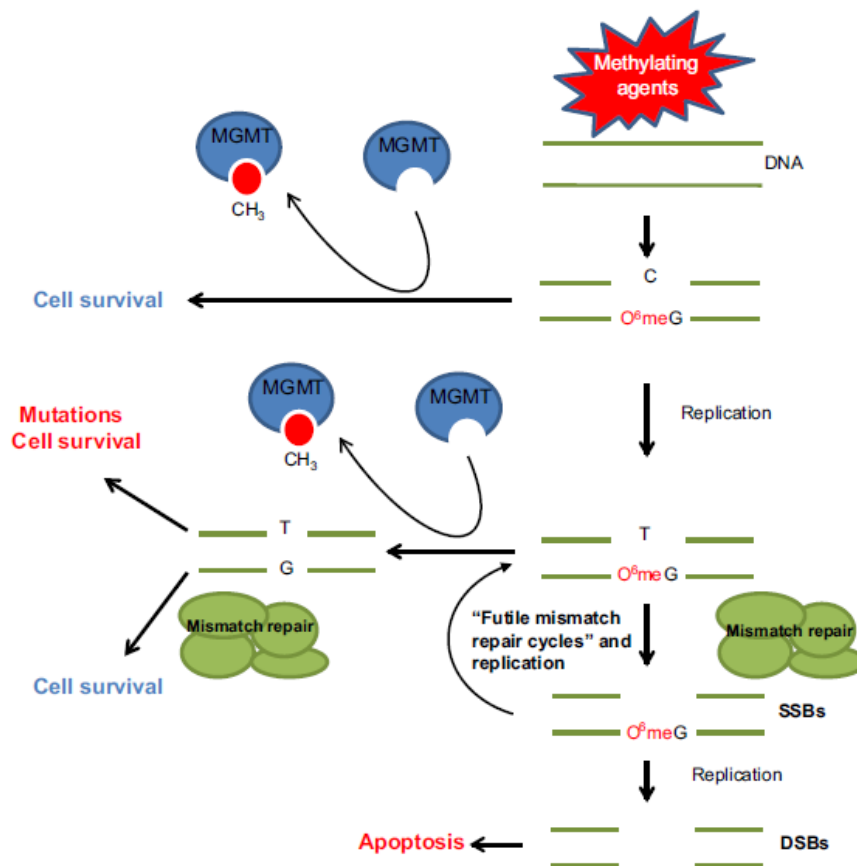 Methylating
agents
MGMT
MGMT
DNA
CH₃
C
Cell survival
O⁶meG
MGMT
MGMT
Replication
Mutations
Cell survival
CH₃
T
T
G
O⁶meG
Mismatch repair
"Futile mismatch
repair cycles" and
replication
Mismatch repair
Cell survival
SSBs
O⁶meG
Replication
Apoptosis
DSBs